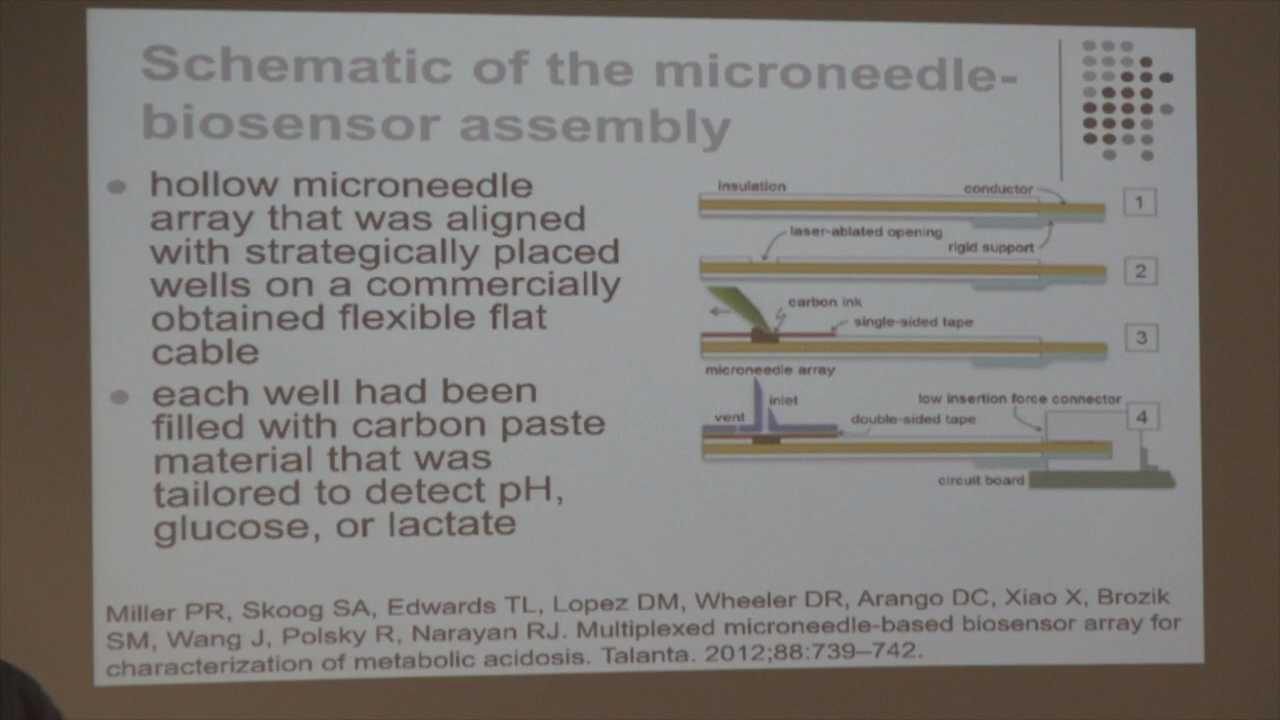 Schematic of the microneedle-
biosensor assembly
hollow microneedle
array that was aligned
with strategically placed
wells on a commercially
obtained flexible flat
cable
each well had been
filled with carbon paste
material that was
tailored to detect pH,
glucose, or lactate
insulation
conductor
1
laser-ablated opening
rigid support
2
carbon ink
single-sided tape
3
microneedle array
inlet
low insertion force connector
vent
double-sided tape
4
circuit board
Miller PR, Skoog SA, Edwards TL, Lopez DM, Wheeler DR, Arango DC, Xiao X, Brozik
SM, Wang J, Polsky R, Narayan RJ. Multiplexed microneedle-based biosensor array for
characterization of metabolic acidosis. Talanta. 2012;88:739–742.